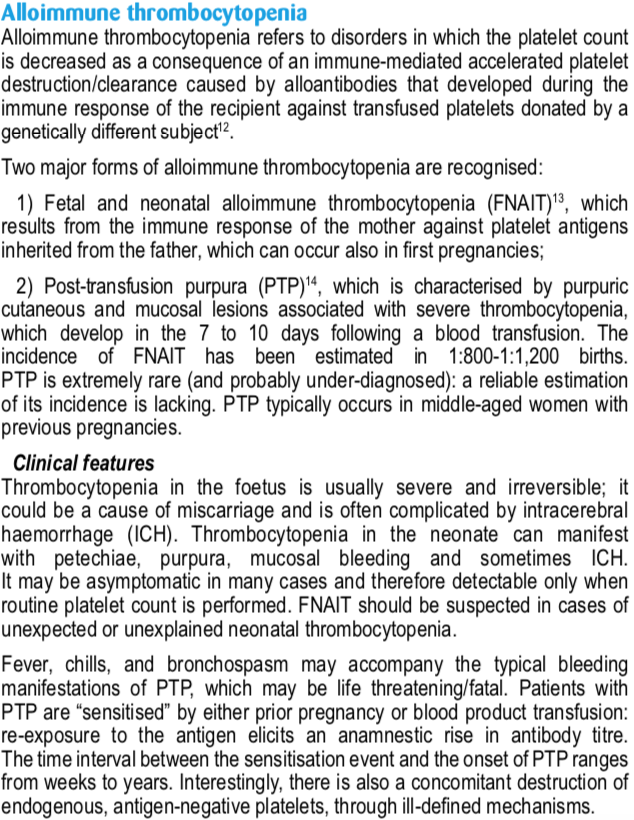 Alloimmune thrombocytopenia
Alloimmune thrombocytopenia refers to disorders in which the platelet count
is decreased as a consequence of an immune-mediated accelerated platelet
destruction/clearance caused by alloantibodies that developed during the
immune response of the recipient against transfused platelets donated by a
genetically different subject¹².
Two major forms of alloimmune thrombocytopenia are recognised:
1) Fetal and neonatal alloimmune thrombocytopenia (FNAIT)¹³, which
results from the immune response of the mother against platelet antigens
inherited from the father, which can occur also in first pregnancies;
2) Post-transfusion purpura (PTP)¹⁴, which is characterised by purpuric
cutaneous and mucosal lesions associated with severe thrombocytopenia,
which develop in the 7 to 10 days following a blood transfusion. The
incidence of FNAIT has been estimated in 1:800-1:1,200 births.
PTP is extremely rare (and probably under-diagnosed): a reliable estimation
of its incidence is lacking. PTP typically occurs in middle-aged women with
previous pregnancies.
Clinical features
Thrombocytopenia in the foetus is usually severe and irreversible; it
could be a cause of miscarriage and is often complicated by intracerebral
haemorrhage (ICH). Thrombocytopenia in the neonate can manifest
with petechiae, purpura, mucosal bleeding and sometimes ICH.
It may be asymptomatic in many cases and therefore detectable only when
routine platelet count is performed. FNAIT should be suspected in cases of
unexpected or unexplained neonatal thrombocytopenia.
Fever, chills, and bronchospasm may accompany the typical bleeding
manifestations of PTP, which may be life threatening/fatal. Patients with
PTP are “sensitised” by either prior pregnancy or blood product transfusion:
re-exposure to the antigen elicits an anamnestic rise in antibody titre.
The time interval between the sensitisation event and the onset of PTP ranges
from weeks to years. Interestingly, there is also a concomitant destruction of
endogenous, antigen-negative platelets, through ill-defined mechanisms.